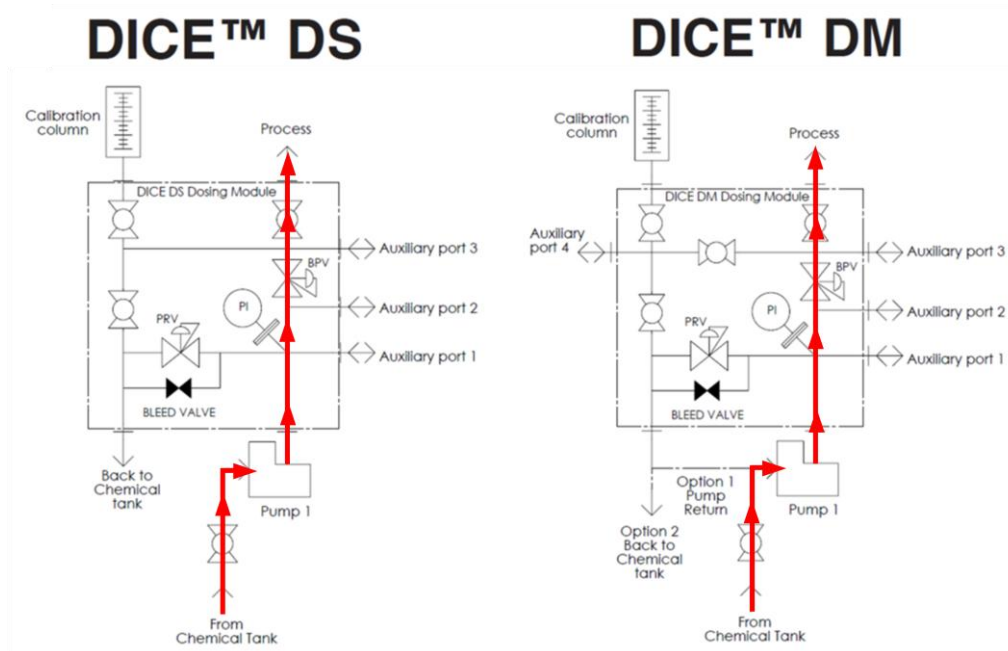 DICE™ DS
Calibration
column
Process
DICE DS Dosing Module
Auxiliary port 3
BPV
PI
Auxiliary port 2
PRV
Auxiliary port 1
BLEED VALVE
Back to
Chemical
tank
Pump 1
From
Chemical Tank
DICE™ DM
Calibration
column
Process
DICE DM Dosing Module
Auxiliary
port 4
Auxiliary port 3
BPV
PI
Auxiliary port 2
PRV
Auxiliary port 1
BLEED VALVE
Option 1
Pump
Return
Pump 1
Option 2
Back to
Chemical
tank
From
Chemical Tank